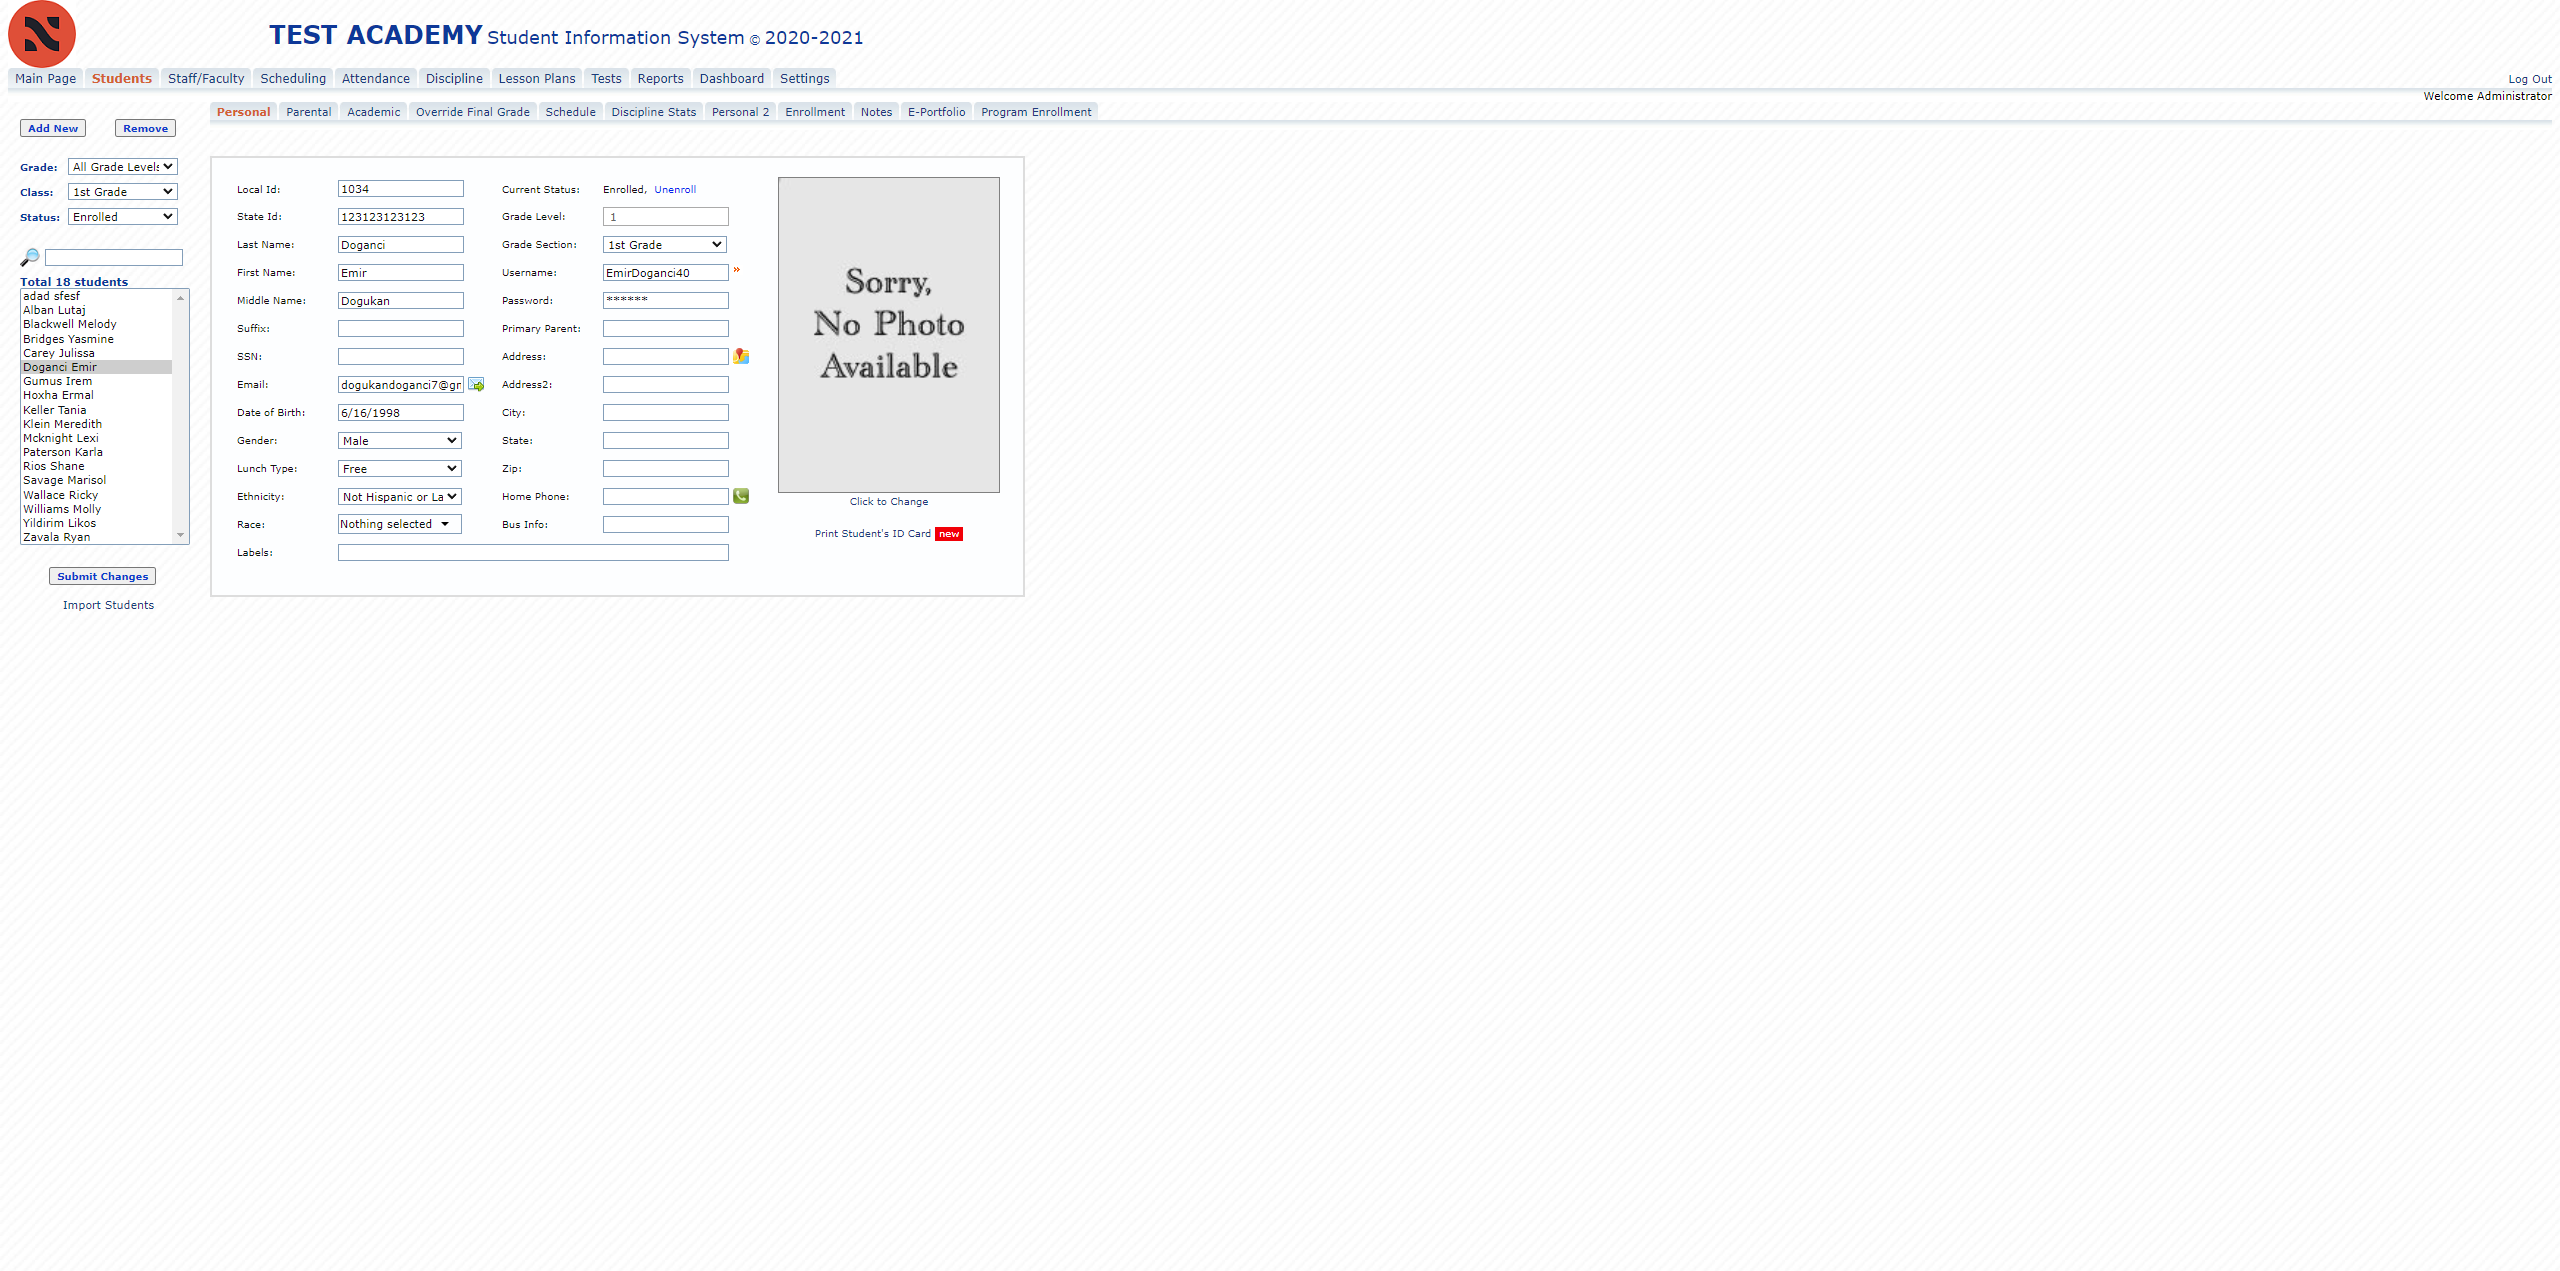 TEST ACADEMY Student Information System © 2020-2021
Main Page Students Staff/Faculty Scheduling Attendance Discipline Lesson Plans Tests Reports Dashboard Settings Log Out
Welcome Administrator
Personal Parental Academic Override Final Grade Schedule Discipline Stats Personal 2 Enrollment Notes E-Portfolio Program Enrollment
Add New Remove
Grade: All Grade Levels
Class: 1st Grade
Status: Enrolled
Total 18 students
adad sfesf
Alban Lutaj
Blackwell Melody
Bridges Yasmine
Carey Julissa
Doganci Emir
Gumus Irem
Hoxha Ermal
Keller Tania
Klein Meredith
Mcknight Lexi
Paterson Karla
Rios Shane
Savage Marisol
Wallace Ricky
Williams Molly
Yildirim Likos
Zavala Ryan
Submit Changes
Import Students
Local Id: 1034 Current Status: Enrolled, Unenroll
State Id: 123123123123 Grade Level: 1
Last Name: Doganci Grade Section: 1st Grade
First Name: Emir Username: EmirDoganci40 »
Middle Name: Dogukan Password: ******
Suffix: Primary Parent:
SSN: Address:
Email: dogukandoganci7@gm Address2:
Date of Birth: 6/16/1998 City:
Gender: Male State:
Lunch Type: Free Zip:
Ethnicity: Not Hispanic or La Home Phone:
Race: Nothing selected Bus Info:
Labels:
Sorry,
No Photo
Available
Click to Change
Print Student's ID Card new